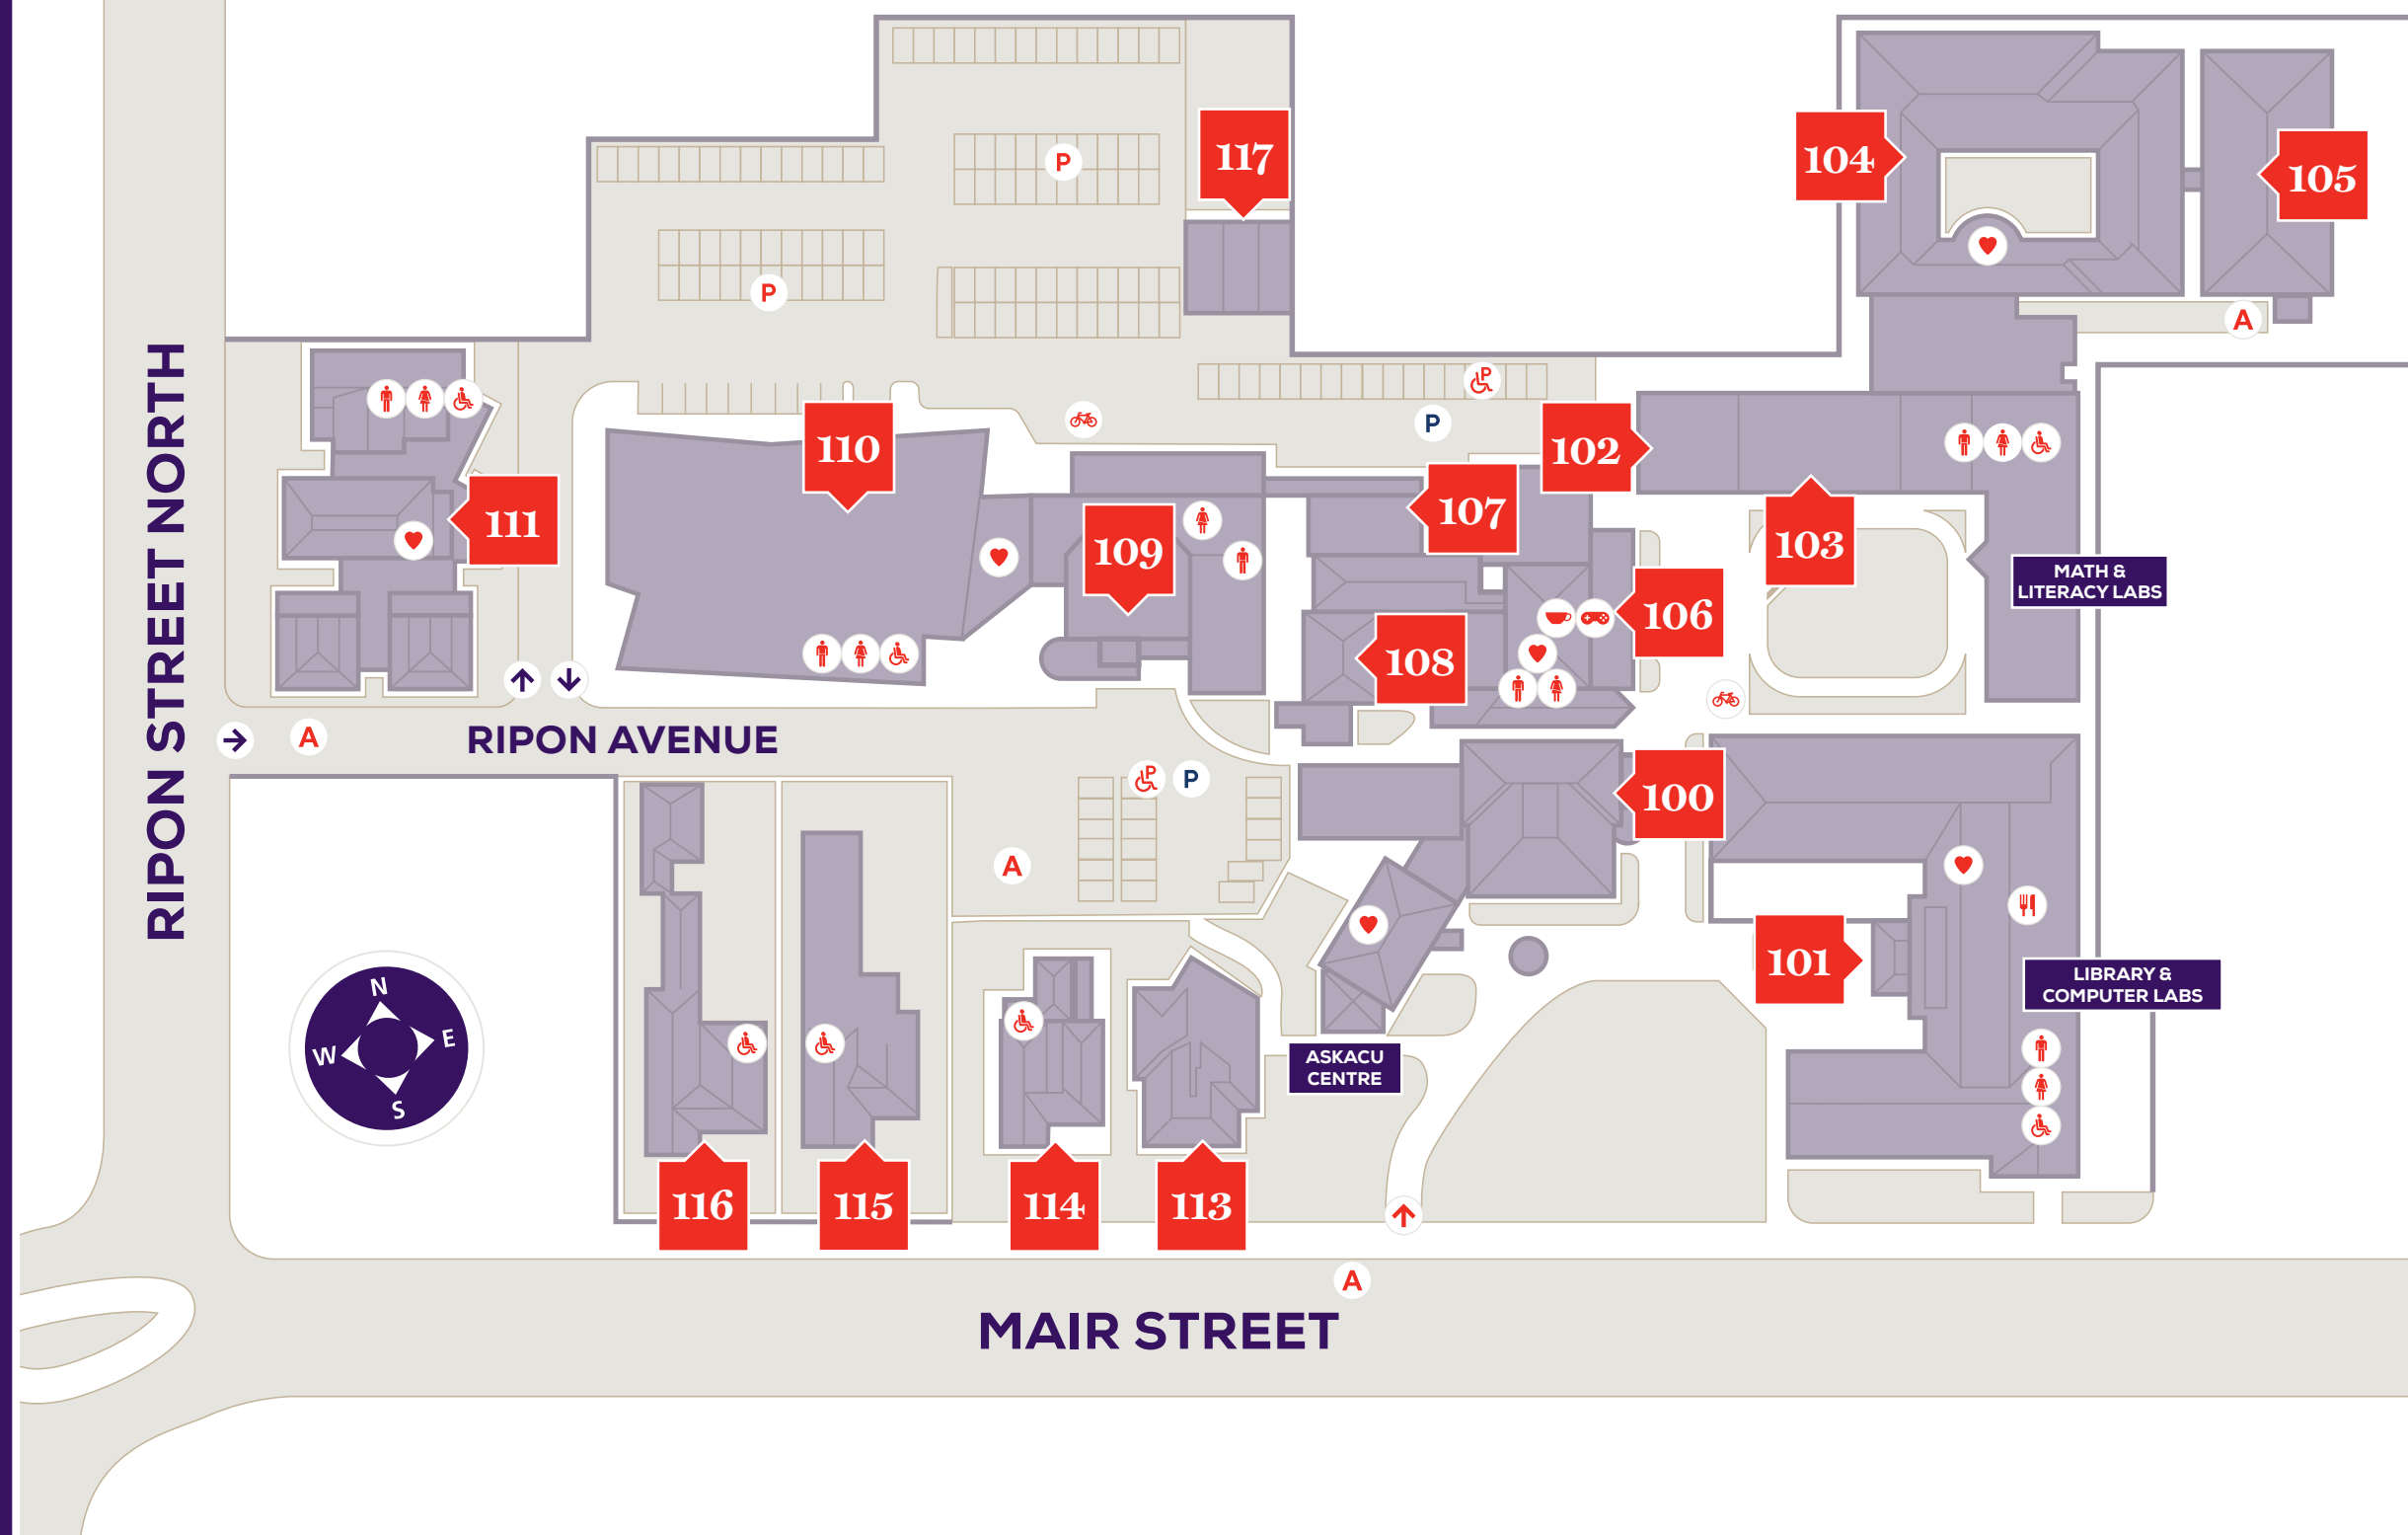 P
117
104
105
P
A
P
P
102
110
107
111
109
103
MATH &
LITERACY LABS
106
108
RIPON STREET NORTH
A
RIPON AVENUE
P
P
100
A
101
LIBRARY &
COMPUTER LABS
N
E
W
S
ASKACU
CENTRE
116
115
114
113
A
MAIR STREET